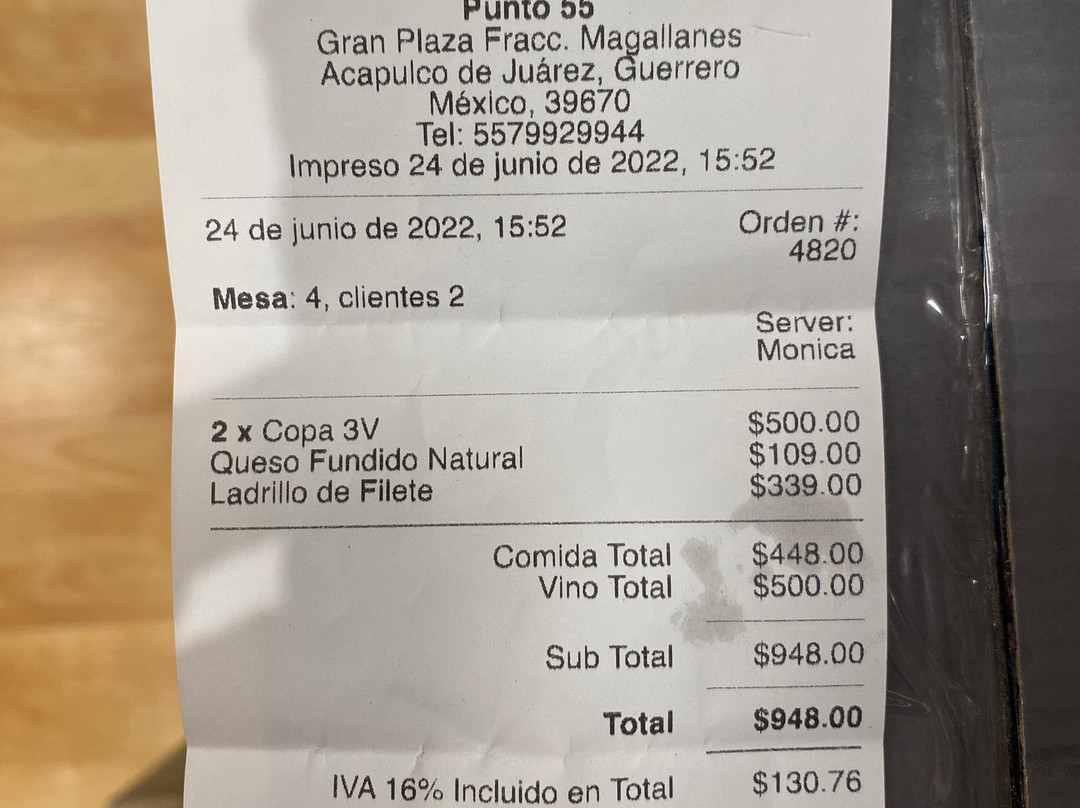 Punto 55
Gran Plaza Fracc. Magallanes
Acapulco de Juárez, Guerrero
México, 39670
Tel: 5579929944
Impreso 24 de junio de 2022, 15:52
24 de junio de 2022, 15:52 Orden #:
4820
Mesa: 4, clientes 2
Server:
Monica
2 x Copa 3V $500.00
Queso Fundido Natural $109.00
Ladrillo de Filete $339.00
Comida Total $448.00
Vino Total $500.00
Sub Total $948.00
Total $948.00
IVA 16% Incluido en Total $130.76